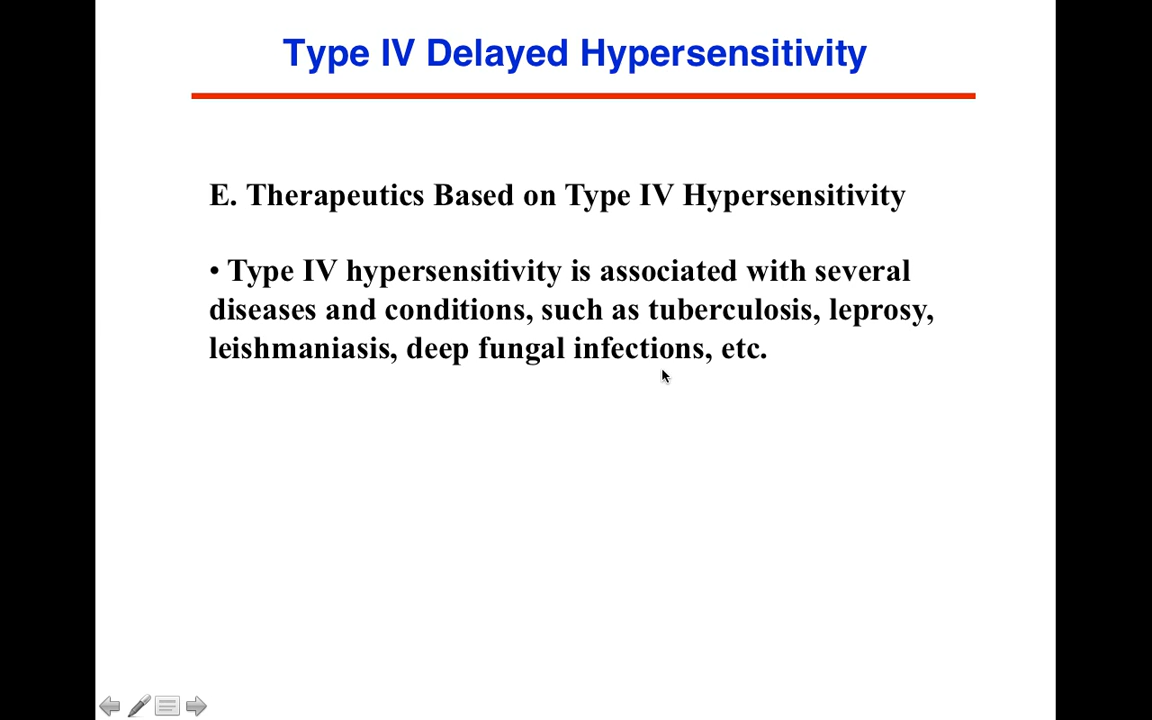 Type IV Delayed Hypersensitivity
E. Therapeutics Based on Type IV Hypersensitivity
• Type IV hypersensitivity is associated with several
diseases and conditions, such as tuberculosis, leprosy,
leishmaniasis, deep fungal infections, etc.